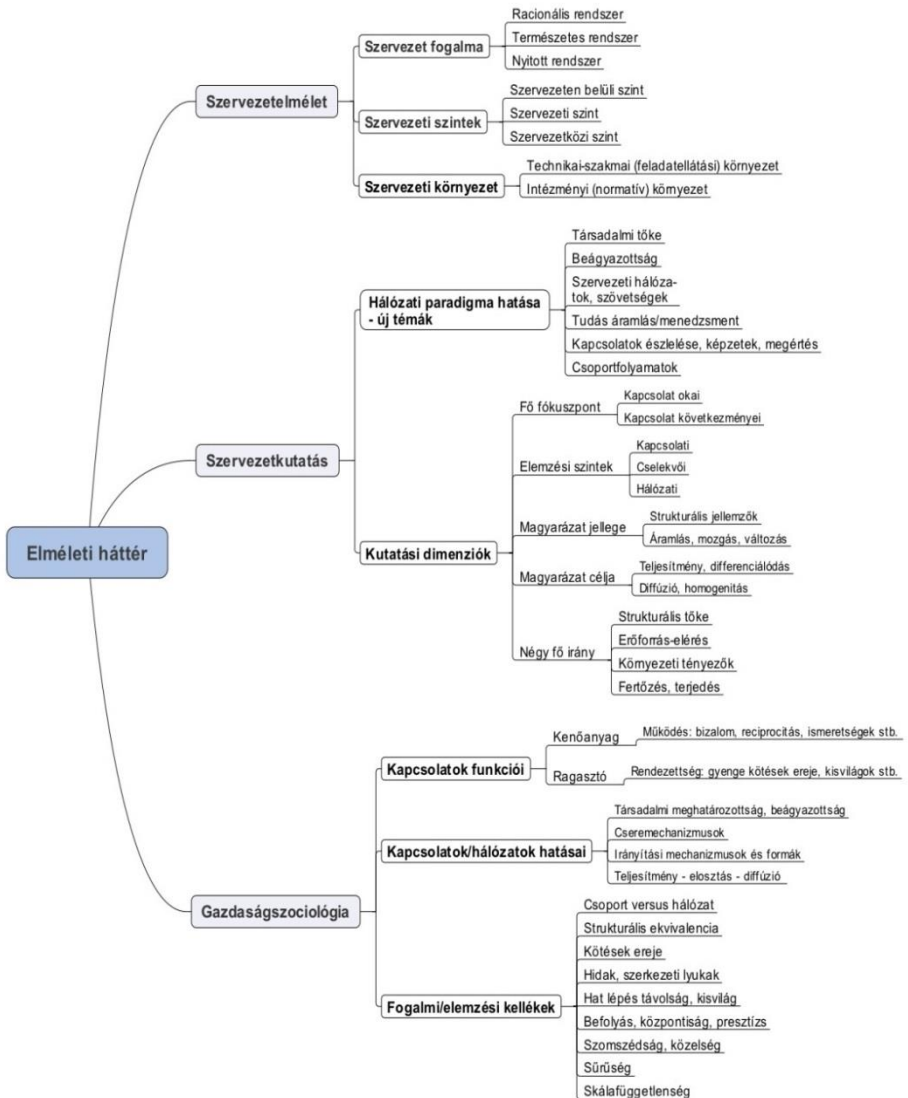 Elméleti háttér
Szervezetelmélet
Szervezet fogalma
Racionális rendszer
Természetes rendszer
Nyitott rendszer
Szervezeti szintek
Szervezeten belüli szint
Szervezeti szint
Szervezetközi szint
Szervezeti környezet
Technikai-szakmai (feladatellátási) környezet
Intézményi (normatív) környezet
Szervezetkutatás
Hálózati paradigma hatása
- új témák
Társadalmi tőke
Beágyazottság
Szervezeti hálóza-
tok, szövetségek
Tudás áramlás/menedzsment
Kapcsolatok észlelése, képzetek, megértés
Csoportfolyamatok
Kutatási dimenziók
Fő fókuszpont
Kapcsolat okai
Kapcsolat következményei
Elemzési szintek
Kapcsolati
Cselekvői
Hálózati
Magyarázat jellege
Strukturális jellemzők
Áramlás, mozgás, változás
Magyarázat célja
Teljesítmény, differenciálódás
Diffúzió, homogenitás
Négy fő irány
Strukturális tőke
Erőforrás-elérés
Környezeti tényezők
Fertőzés, terjedés
Gazdaságszociológia
Kapcsolatok funkciói
Kenőanyag
Működés: bizalom, reciprocitás, ismeretségek stb.
Ragasztó
Rendezettség: gyenge kötések ereje, kisvilágok stb.
Kapcsolatok/hálózatok hatásai
Társadalmi meghatározottság, beágyazottság
Cseremechanizmusok
Irányítási mechanizmusok és formák
Teljesítmény - elosztás - diffúzió
Fogalmi/elemzési kellékek
Csoport versus hálózat
Strukturális ekvivalencia
Kötések ereje
Hidak, szerkezeti lyukak
Hat lépés távolság, kisvilág
Befolyás, központiság, presztízs
Szomszédság, közelség
Sűrűség
Skálafüggetlenség